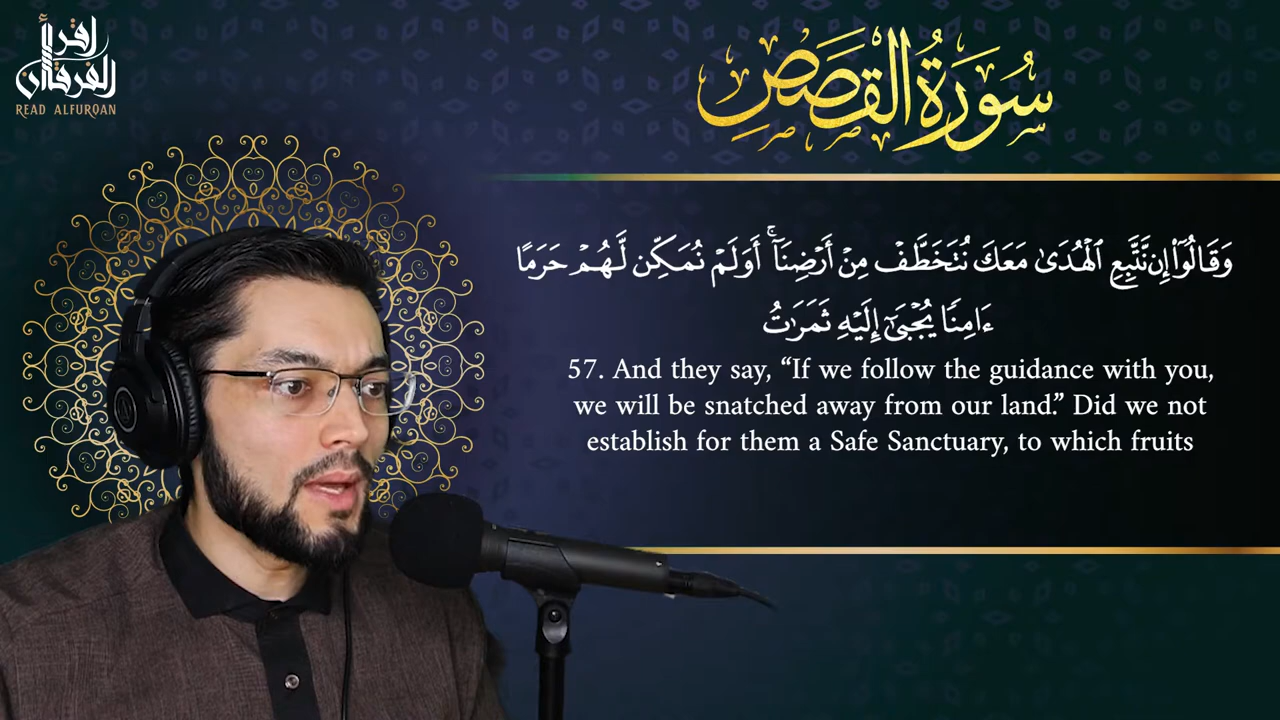 اقرأ
الفرقان
READ ALFURQAN
سُورَةُ القَصَصِ
وَقَالُوٓا۟ إِن نَّتَّبِعِ ٱلْهُدَىٰ مَعَكَ نُتَخَطَّفْ مِنْ أَرْضِنَآ ۚ أَوَلَمْ نُمَكِّن لَّهُمْ حَرَمًا
ءَامِنًا يُجْبَىٰٓ إِلَيْهِ ثَمَرَٰتُ
57. And they say, “If we follow the guidance with you,
we will be snatched away from our land.” Did we not
establish for them a Safe Sanctuary, to which fruits